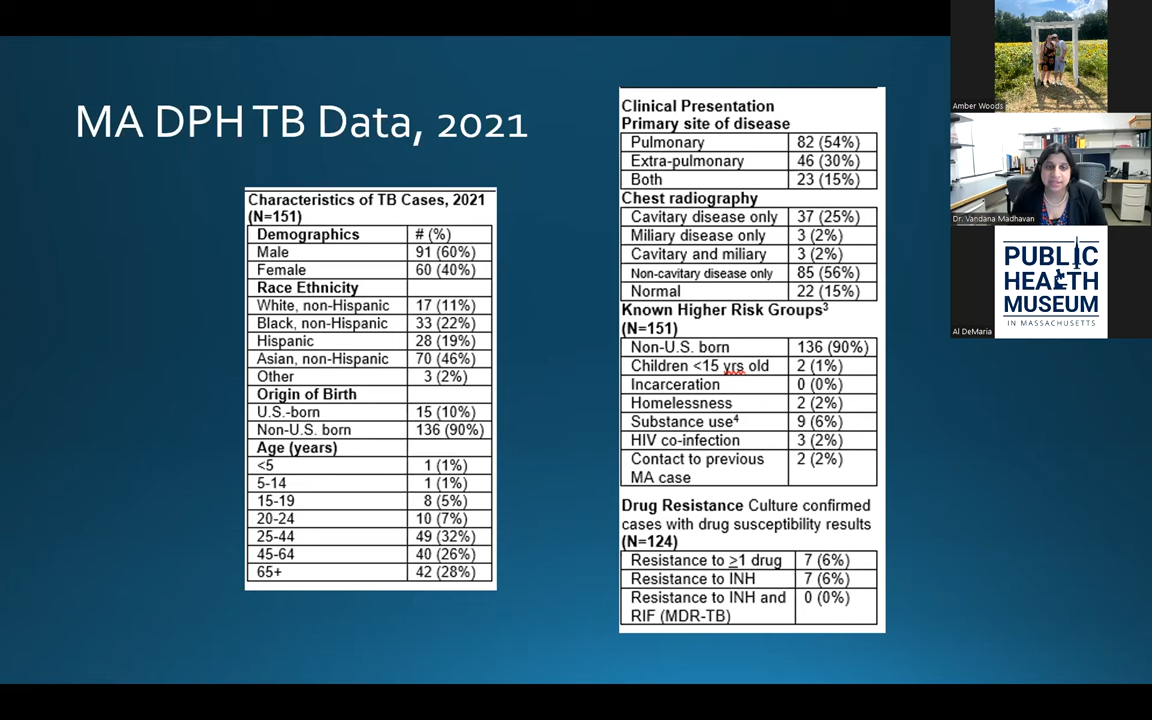 MA DPH TB Data, 2021
Characteristics of TB Cases, 2021
(N=151)
Demographics # (%)
Male 91 (60%)
Female 60 (40%)
Race Ethnicity
White, non-Hispanic 17 (11%)
Black, non-Hispanic 33 (22%)
Hispanic 28 (19%)
Asian, non-Hispanic 70 (46%)
Other 3 (2%)
Origin of Birth
U.S.-born 15 (10%)
Non-U.S. born 136 (90%)
Age (years)
<5 1 (1%)
5-14 1 (1%)
15-19 8 (5%)
20-24 10 (7%)
25-44 49 (32%)
45-64 40 (26%)
65+ 42 (28%)
Clinical Presentation
Primary site of disease
Pulmonary 82 (54%)
Extra-pulmonary 46 (30%)
Both 23 (15%)
Chest radiography
Cavitary disease only 37 (25%)
Miliary disease only 3 (2%)
Cavitary and miliary 3 (2%)
Non-cavitary disease only 85 (56%)
Normal 22 (15%)
Known Higher Risk Groups³
(N=151)
Non-U.S. born 136 (90%)
Children <15 yrs old 2 (1%)
Incarceration 0 (0%)
Homelessness 2 (2%)
Substance use⁴ 9 (6%)
HIV co-infection 3 (2%)
Contact to previous 2 (2%)
MA case
Drug Resistance Culture confirmed
cases with drug susceptibility results
(N=124)
Resistance to ≥1 drug 7 (6%)
Resistance to INH 7 (6%)
Resistance to INH and 0 (0%)
RIF (MDR-TB)
Amber Woods
Dr. Vandana Madhavan
PUBLIC
HEALTH
MUSEUM
IN MASSACHUSETTS
Al DeMaria